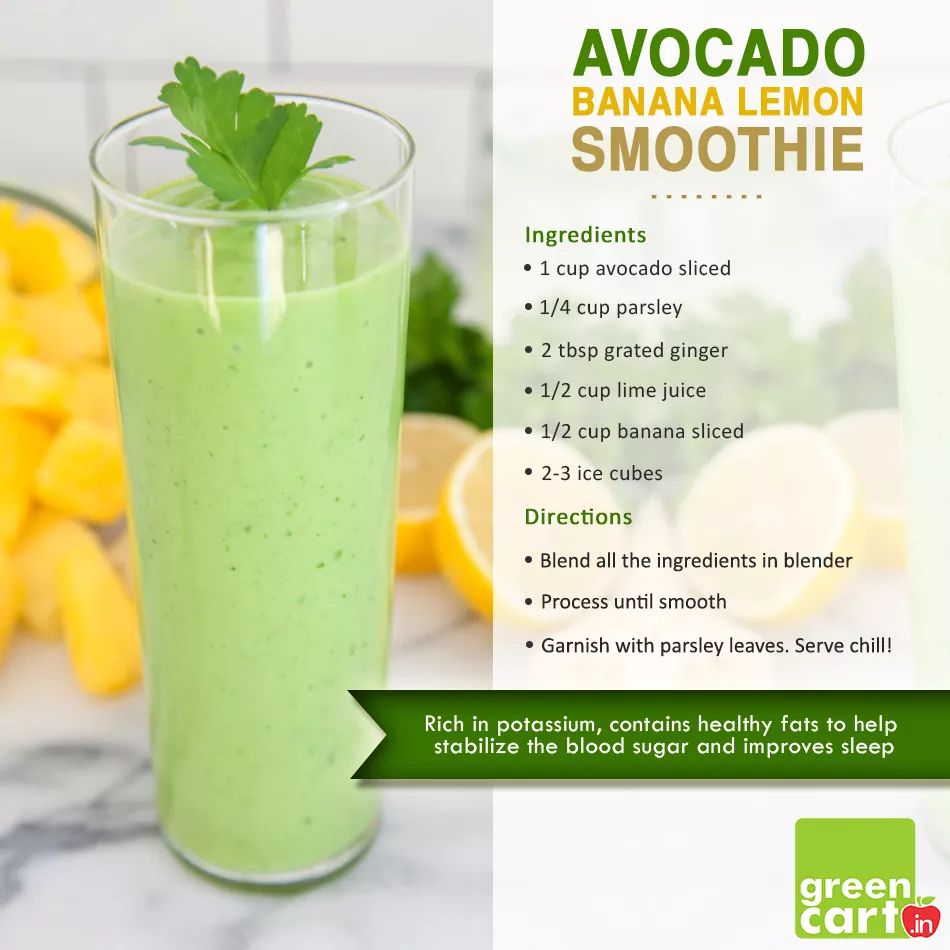 AVOCADO
BANANA LEMON
SMOOTHIE
Ingredients
• 1 cup avocado sliced
• 1/4 cup parsley
• 2 tbsp grated ginger
• 1/2 cup lime juice
• 1/2 cup banana sliced
• 2-3 ice cubes
Directions
• Blend all the ingredients in blender
• Process until smooth
• Garnish with parsley leaves. Serve chill!
Rich in potassium, contains healthy fats to help
stabilize the blood sugar and improves sleep
green
cart.in